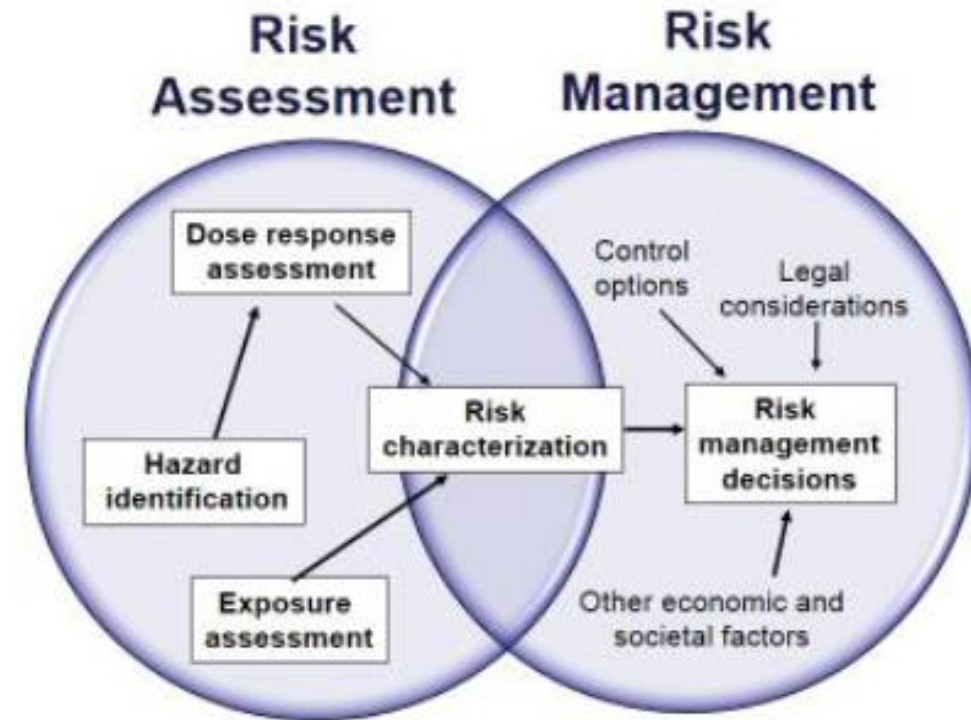 Risk
Assessment
Risk
Management
Dose response
assessment
Hazard
identification
Exposure
assessment
Risk
characterization
Control
options
Legal
considerations
Risk
management
decisions
Other economic and
societal factors